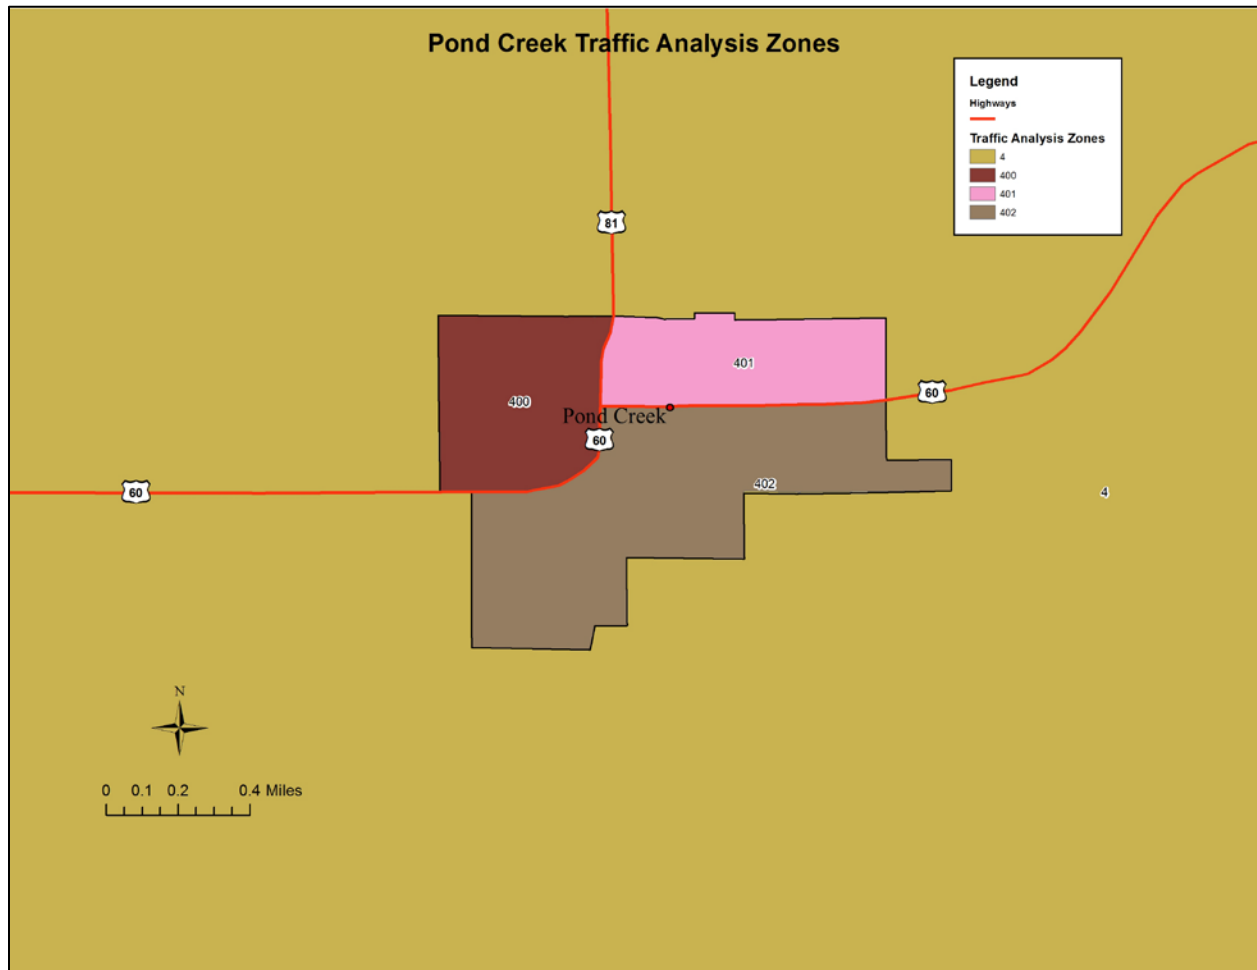 Pond Creek Traffic Analysis Zones
Legend
Highways
Traffic Analysis Zones
4
400
401
402
81
401
60
400
Pond Creek
60
60
402
4
N
0 0.1 0.2 0.4 Miles